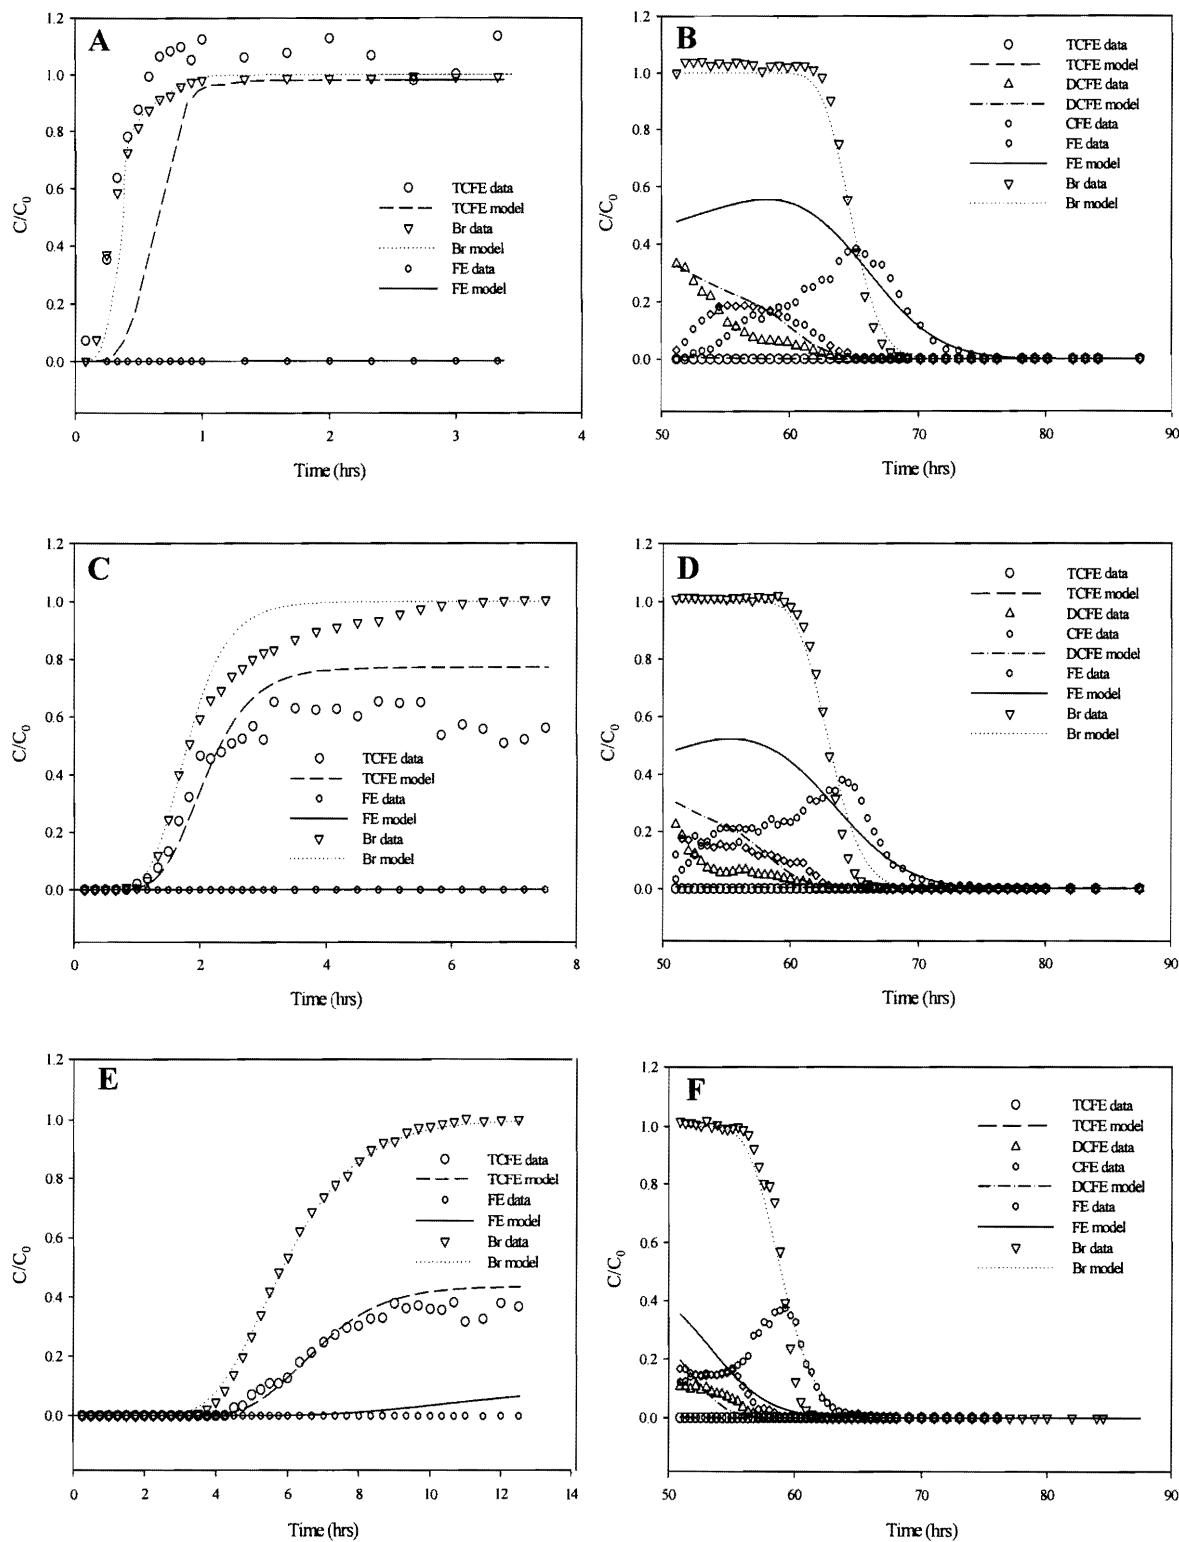 A
1.2
1.0
0.8
0.6
0.4
0.2
0.0
C/C0
TCFE data
TCFE model
Br data
Br model
FE data
FE model
0
1
2
3
4
Time (hrs)
B
1.2
1.0
0.8
0.6
0.4
0.2
0.0
C/C0
TCFE data
TCFE model
DCFE data
DCFE model
CFE data
FE data
FE model
Br data
Br model
50
60
70
80
90
Time (hrs)
C
1.2
1.0
0.8
0.6
0.4
0.2
0.0
C/C0
TCFE data
TCFE model
FE data
FE model
Br data
Br model
0
2
4
6
8
Time (hrs)
D
1.2
1.0
0.8
0.6
0.4
0.2
0.0
C/C0
TCFE data
TCFE model
DCFE data
CFE data
DCFE model
FE data
FE model
Br data
Br model
50
60
70
80
90
Time (hrs)
E
1.2
1.0
0.8
0.6
0.4
0.2
0.0
C/C0
TCFE data
TCFE model
FE data
FE model
Br data
Br model
0
2
4
6
8
10
12
14
Time (hrs)
F
1.2
1.0
0.8
0.6
0.4
0.2
0.0
C/C0
TCFE data
TCFE model
DCFE data
CFE data
DCFE model
FE data
FE model
Br data
Br model
50
60
70
80
90
Time (hrs)